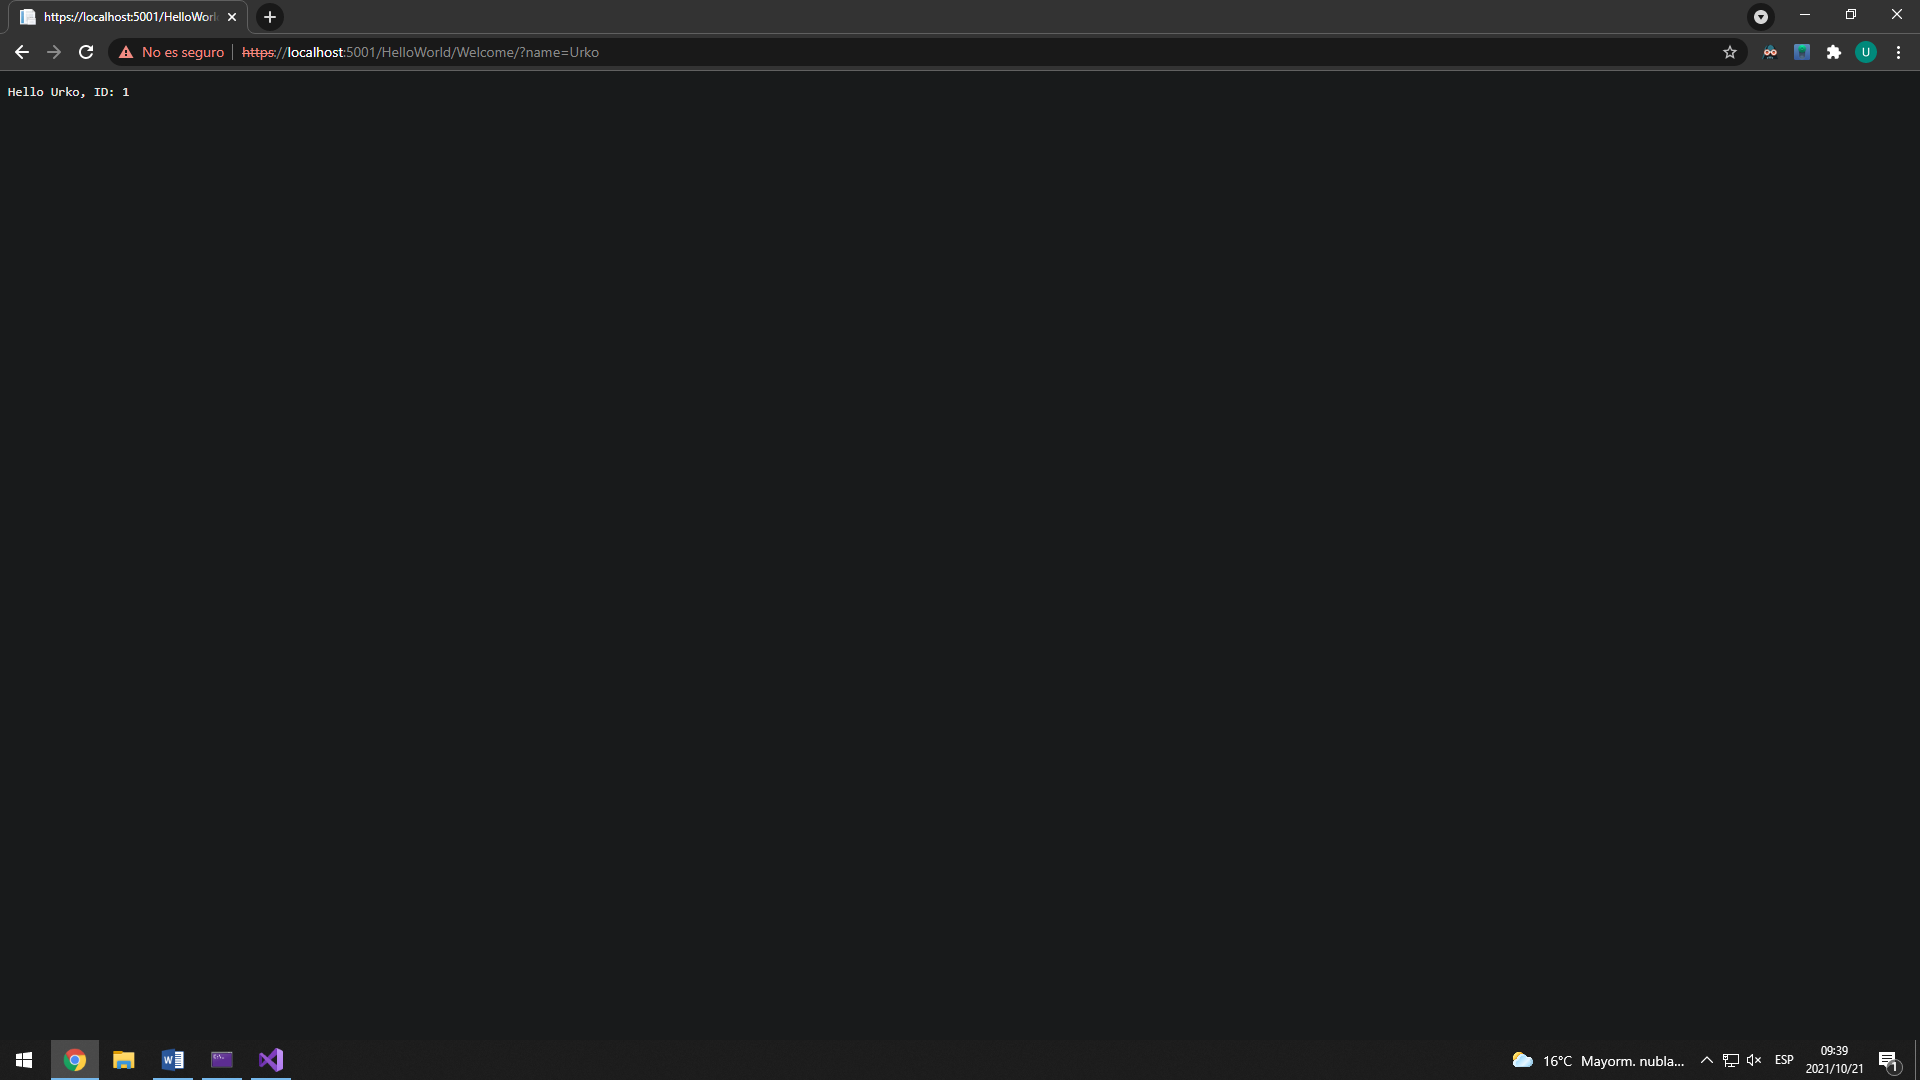 https://localhost:5001/HelloWorl
No es seguro
https://localhost:5001/HelloWorld/Welcome/?name=Urko
U
Hello Urko, ID: 1
16°C Mayorm. nubla...
ESP
09:39
2021/10/21
1